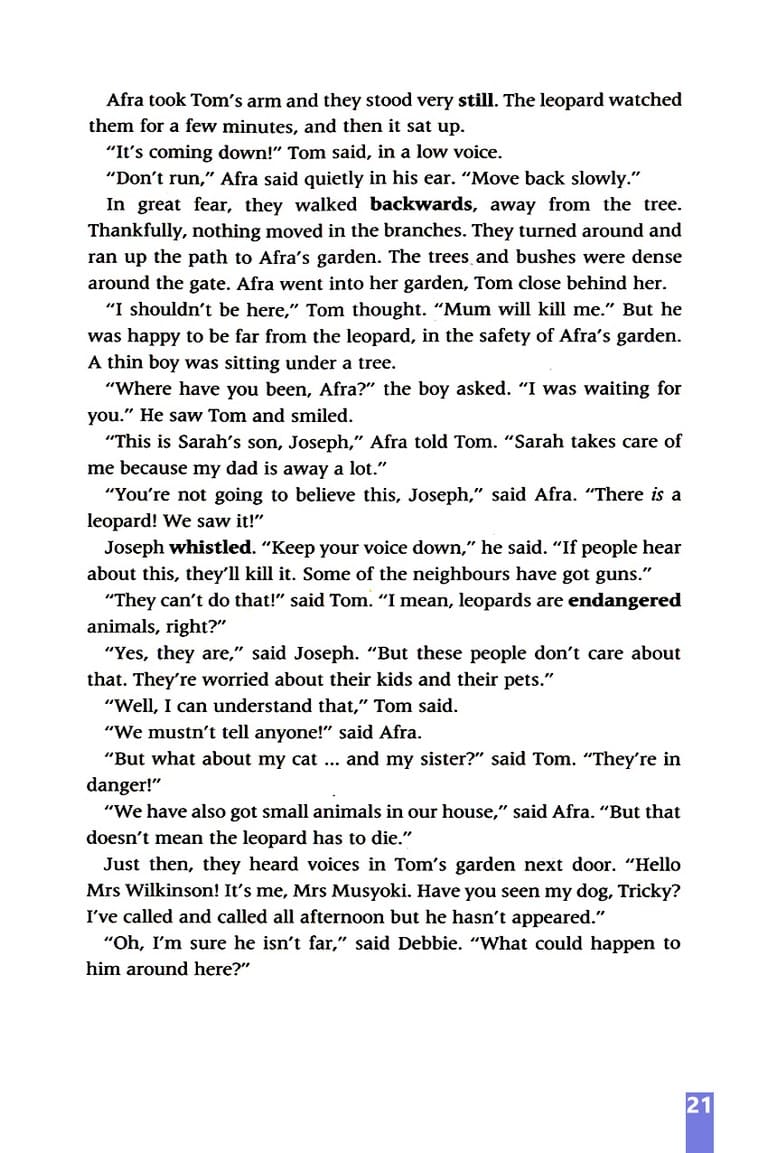 Afra took Tom's arm and they stood very still. The leopard watched
them for a few minutes, and then it sat up.
"It's coming down!" Tom said, in a low voice.
"Don't run," Afra said quietly in his ear. "Move back slowly."
In great fear, they walked backwards, away from the tree.
Thankfully, nothing moved in the branches. They turned around and
ran up the path to Afra's garden. The trees and bushes were dense
around the gate. Afra went into her garden, Tom close behind her.
"I shouldn't be here," Tom thought. "Mum will kill me." But he
was happy to be far from the leopard, in the safety of Afra's garden.
A thin boy was sitting under a tree.
"Where have you been, Afra?" the boy asked. "I was waiting for
you." He saw Tom and smiled.
"This is Sarah's son, Joseph," Afra told Tom. "Sarah takes care of
me because my dad is away a lot."
"You're not going to believe this, Joseph," said Afra. "There is a
leopard! We saw it!"
Joseph whistled. "Keep your voice down," he said. "If people hear
about this, they'll kill it. Some of the neighbours have got guns."
"They can't do that!" said Tom. "I mean, leopards are endangered
animals, right?"
"Yes, they are," said Joseph. "But these people don't care about
that. They're worried about their kids and their pets."
"Well, I can understand that," Tom said.
"We mustn't tell anyone!" said Afra.
"But what about my cat ... and my sister?" said Tom. "They're in
danger!"
"We have also got small animals in our house," said Afra. "But that
doesn't mean the leopard has to die."
Just then, they heard voices in Tom's garden next door. "Hello
Mrs Wilkinson! It's me, Mrs Musyoki. Have you seen my dog, Tricky?
I've called and called all afternoon but he hasn't appeared."
"Oh, I'm sure he isn't far," said Debbie. "What could happen to
him around here?"
21